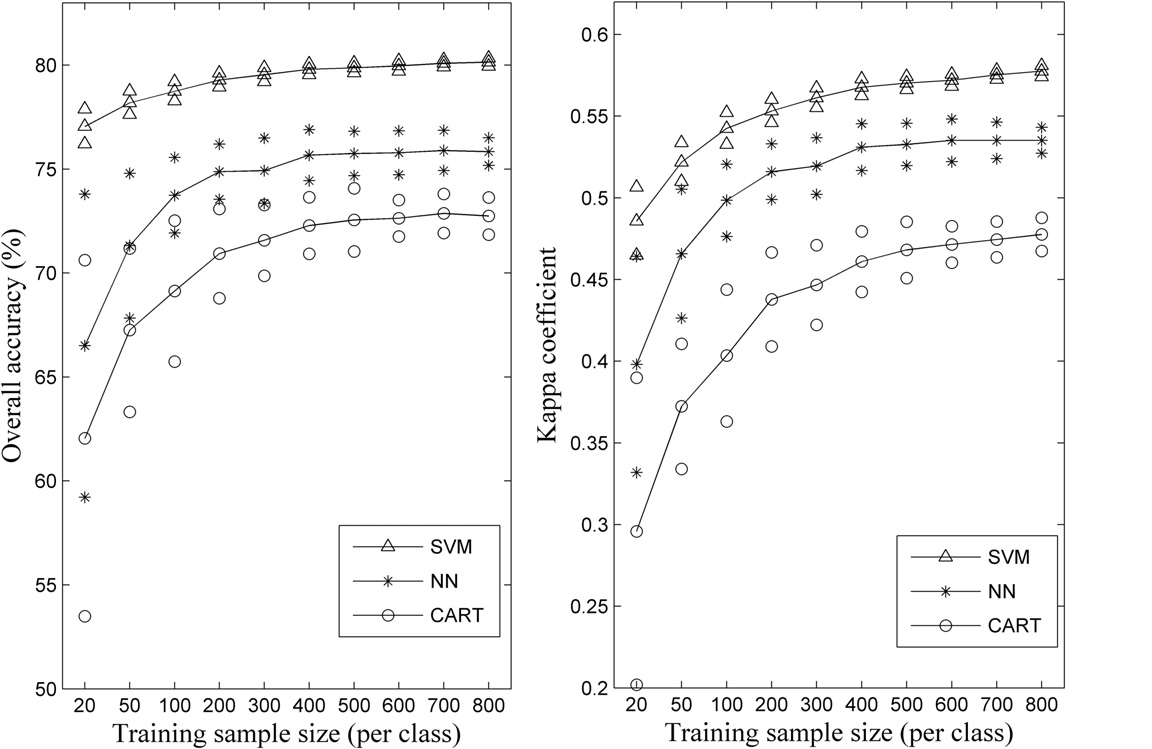 Overall accuracy (%)
80
75
70
65
60
55
50
20 50 100 200 300 400 500 600 700 800
Training sample size (per class)
SVM
NN
CART
Kappa coefficient
0.6
0.55
0.5
0.45
0.4
0.35
0.3
0.25
0.2
20 50 100 200 300 400 500 600 700 800
Training sample size (per class)
SVM
NN
CART